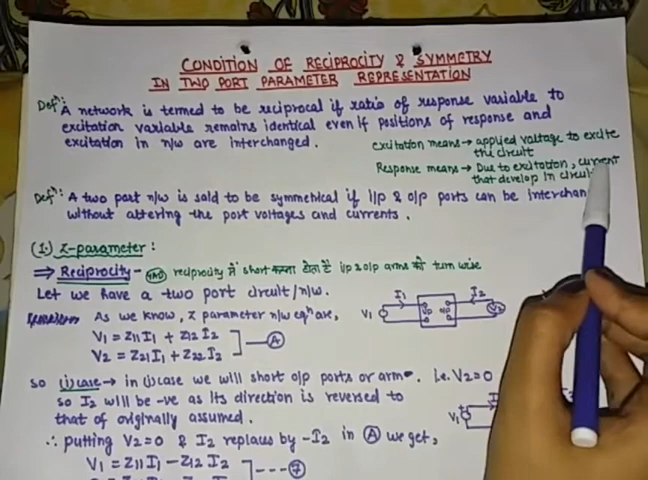 CONDITION OF RECIPROCITY & SYMMETRY
IN TWO PORT PARAMETER REPRESENTATION
Defn: A network is termed to be reciprocal if ratio of response variable to
excitation variable remains identical even if positions of response and
excitation in n/w are interchanged.
excitation means → applied voltage to excite
the circuit
Response means → Due to excitation, current
that develop in circuit
Defn: A two port n/w is said to be symmetrical if i/p & o/p ports can be interchan
without altering the port voltages and currents.
(1.) Z-parameter:
⇒ Reciprocity - reciprocity में short करना होता है i/p & o/p arms को turn wise
Let we have a two port circuit/n/w.
As we know, z parameter n/w eqn are,
V1 = Z11 I1 + Z12 I2
V2 = Z21 I1 + Z22 I2 — (A)
I1 I2
V1 V2
so (i) case → in (i) case we will short o/p ports or arm. i.e. V2=0
so I2 will be -ve as its direction is reversed to
that of originally assumed.
V1
∴ putting V2=0 & I2 replaus by -I2 in (A) we get,
V1 = Z11 I1 - Z12 I2